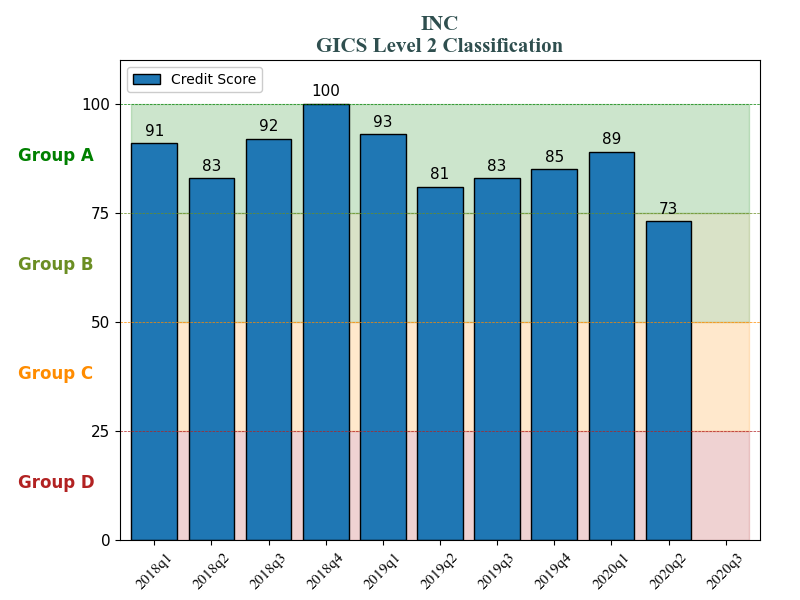 INC
GICS Level 2 Classification
Credit Score
100
75
50
25
0
Group A
Group B
Group C
Group D
91
83
92
100
93
81
83
85
89
73
2018q1
2018q2
2018q3
2018q4
2019q1
2019q2
2019q3
2019q4
2020q1
2020q2
2020q3